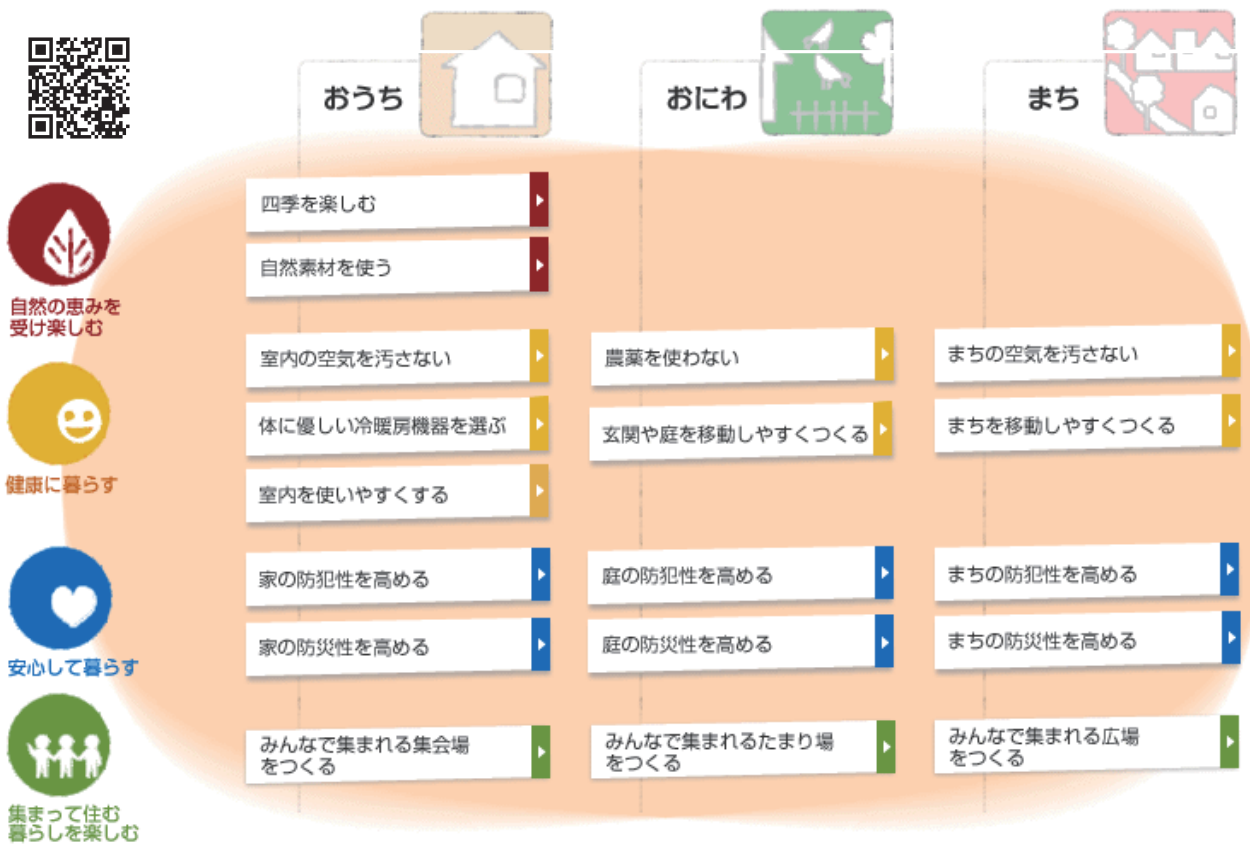 おうち
おにわ
まち
自然の恵みを
受け楽しむ
四季を楽しむ
自然素材を使う
健康に暮らす
室内の空気を汚さない
農薬を使わない
まちの空気を汚さない
体に優しい冷暖房機器を選ぶ
玄関や庭を移動しやすくつくる
まちを移動しやすくつくる
室内を使いやすくする
安心して暮らす
家の防犯性を高める
庭の防犯性を高める
まちの防犯性を高める
家の防災性を高める
庭の防災性を高める
まちの防災性を高める
集まって住む
暮らしを楽しむ
みんなで集まれる集会場
をつくる
みんなで集まれるたまり場
をつくる
みんなで集まれる広場
をつくる